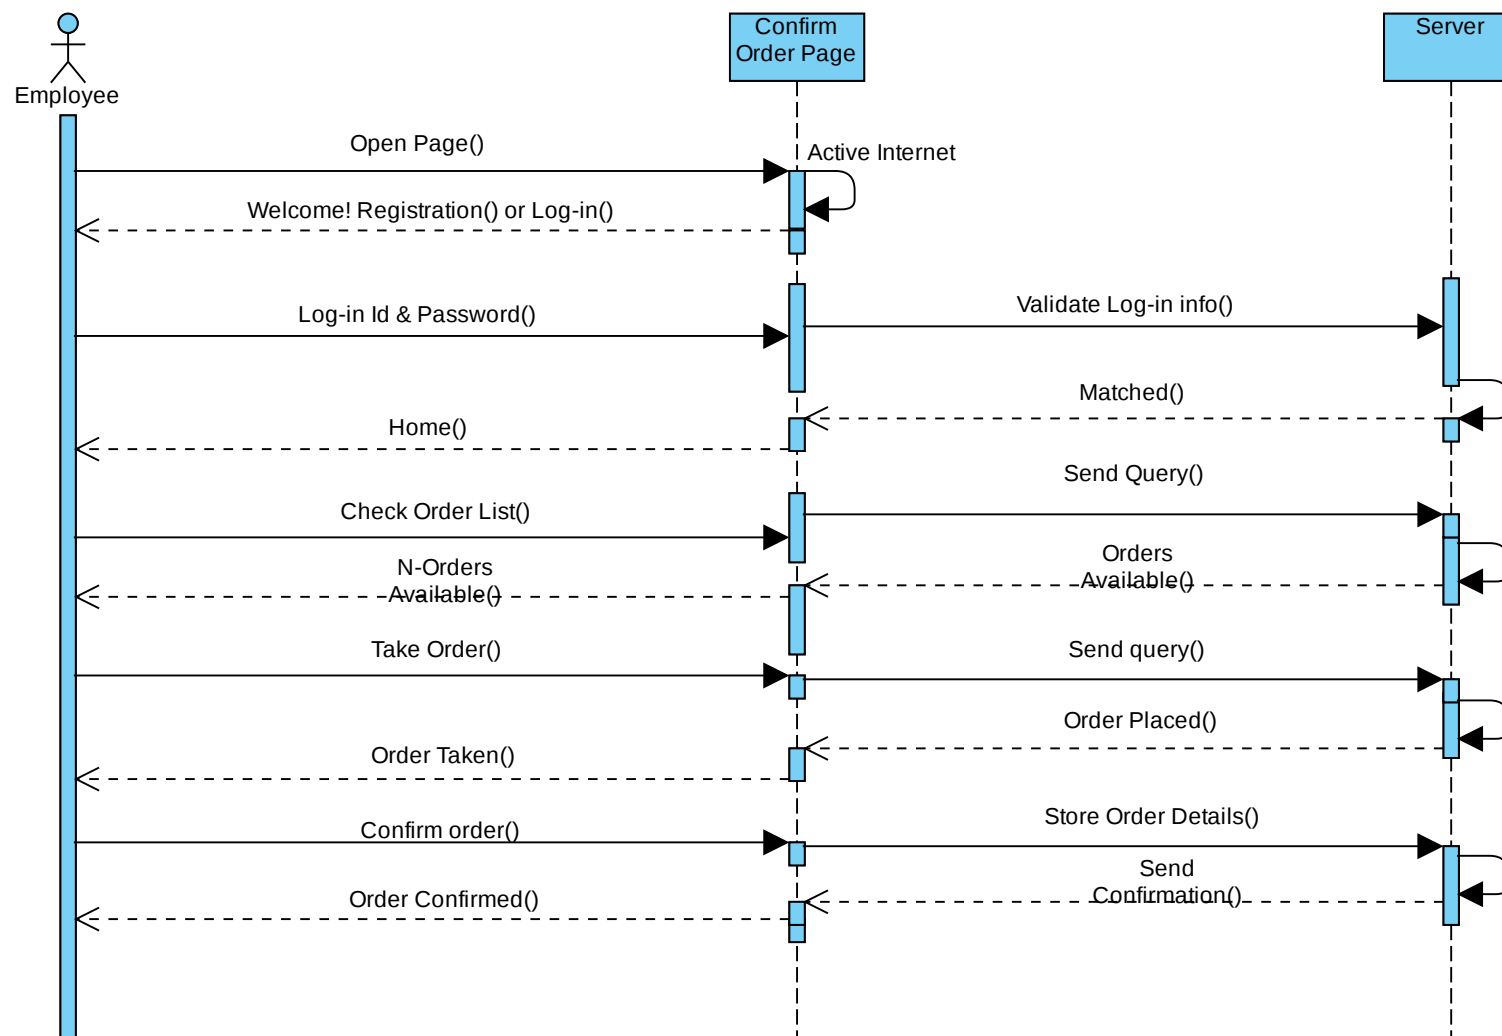 Confirm
Order Page
Server
Employee
Open Page()
Active Internet
Welcome! Registration() or Log-in()
Log-in Id & Password()
Validate Log-in info()
Matched()
Home()
Send Query()
Check Order List()
Orders
Available()
N-Orders
Available()
Take Order()
Send query()
Order Placed()
Order Taken()
Store Order Details()
Confirm order()
Send
Confirmation()
Order Confirmed()